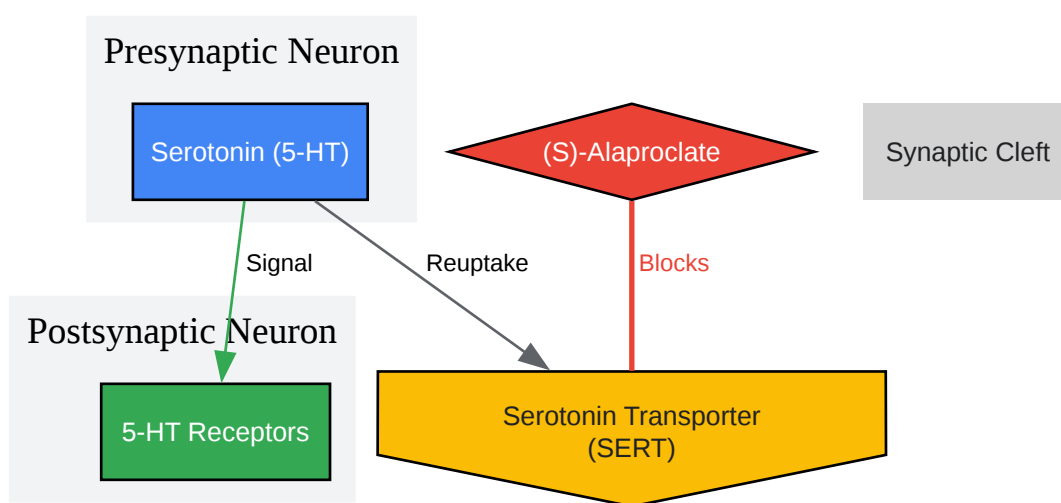 Presynaptic Neuron
Serotonin (5-HT)
(S)-Alaproclate
Synaptic Cleft
Signal
Reuptake
Blocks
Postsynaptic Neuron
5-HT Receptors
Serotonin Transporter
(SERT)